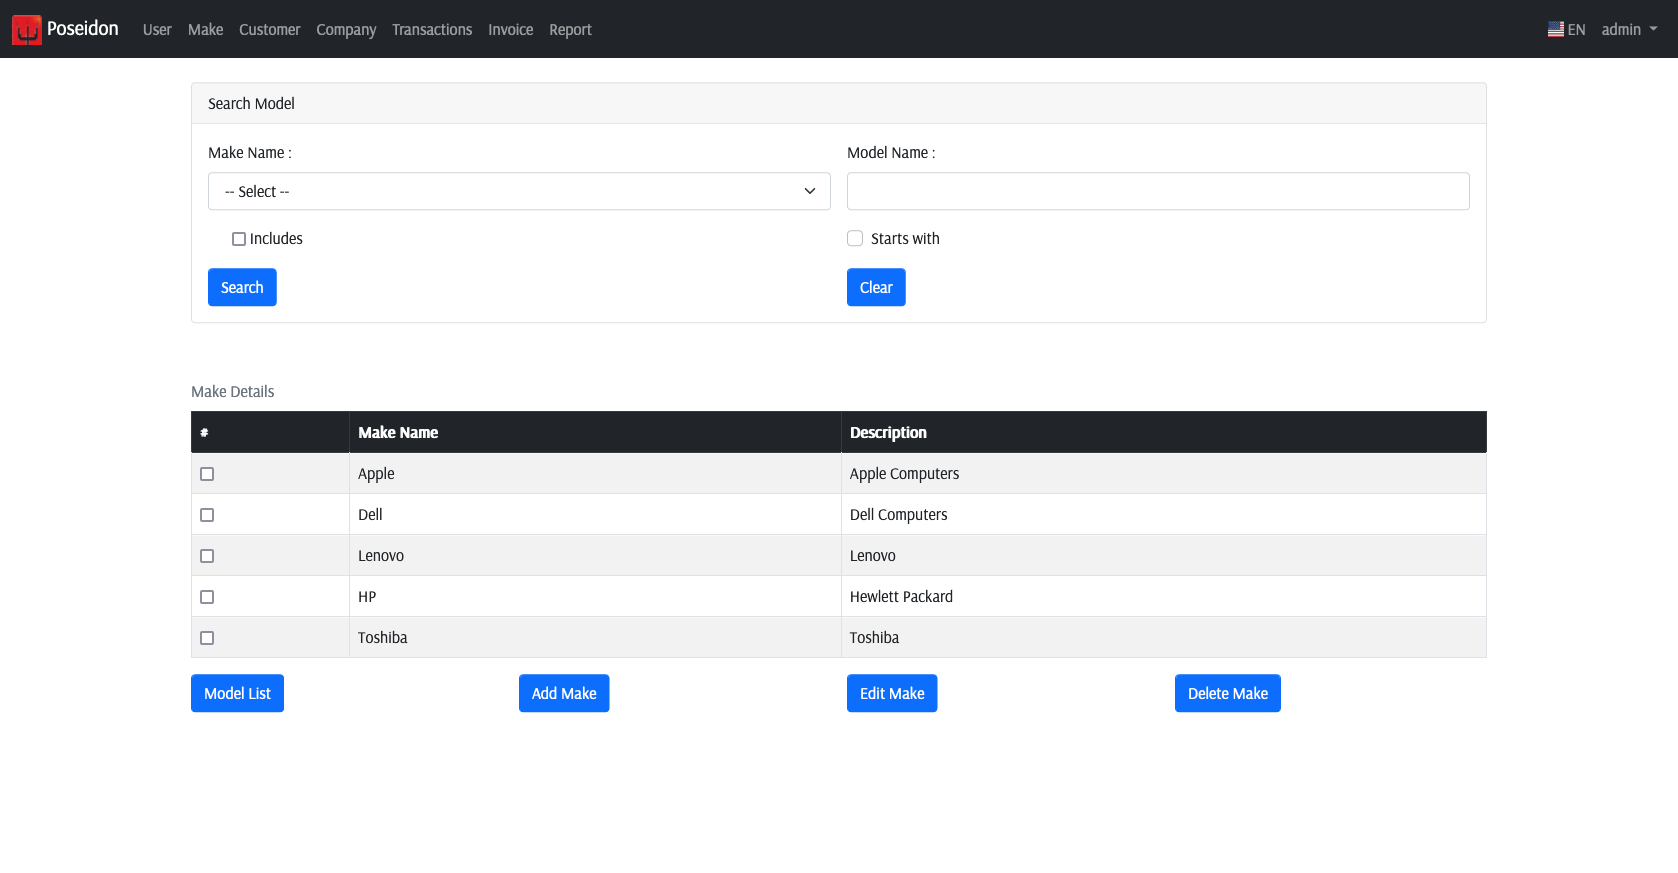 Poseidon User Make Customer Company Transactions Invoice Report EN admin
Search Model
Make Name : Model Name :
-- Select --
Includes Starts with
Search Clear
Make Details
# Make Name Description
Apple Apple Computers
Dell Dell Computers
Lenovo Lenovo
HP Hewlett Packard
Toshiba Toshiba
Model List Add Make Edit Make Delete Make